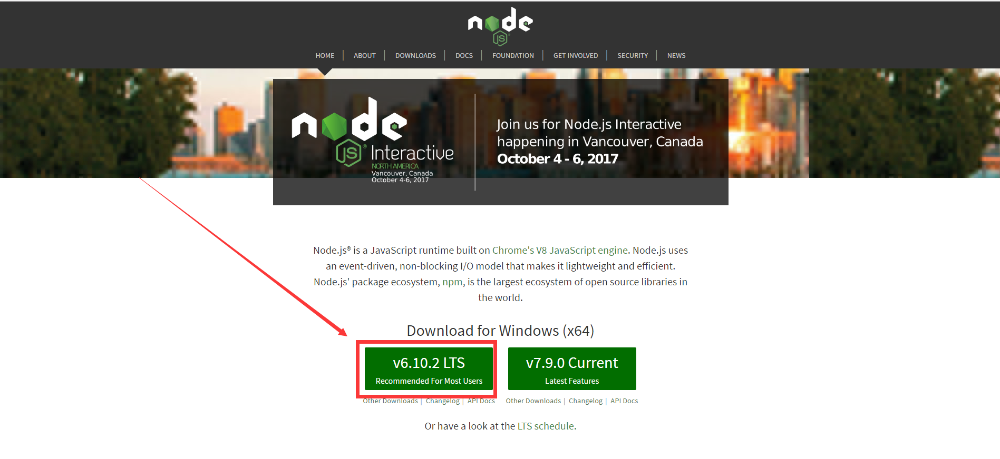 node
JS
HOME | ABOUT | DOWNLOADS | DOCS | FOUNDATION | GET INVOLVED | SECURITY | NEWS
node
JS® Interactive
NORTH AMERICA
Vancouver, Canada
October 4-6, 2017
Join us for Node.js Interactive
happening in Vancouver, Canada
October 4 - 6, 2017
Node.js® is a JavaScript runtime built on Chrome's V8 JavaScript engine. Node.js uses
an event-driven, non-blocking I/O model that makes it lightweight and efficient.
Node.js' package ecosystem, npm, is the largest ecosystem of open source libraries in
the world.
Download for Windows (x64)
v6.10.2 LTS
Recommended For Most Users
v7.9.0 Current
Latest Features
Other Downloads | Changelog | API Docs
Other Downloads | Changelog | API Docs
Or have a look at the LTS schedule.